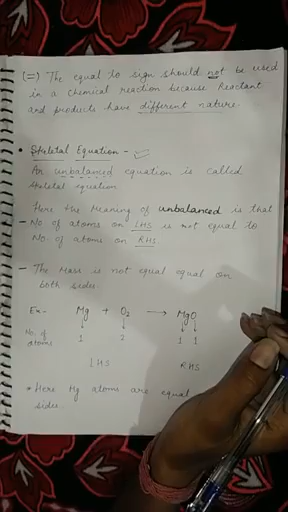 (=) The equal to sign should not be used
in a chemical reaction because Reactant
and products have different nature.
• Skeletal Equation -
An unbalanced equation is called
skeletal equation
Here the meaning of unbalanced is that
- No. of atoms on LHS is not equal to
No. of atoms on RHS
- The Mass is not equal equal on
both sides
Ex- Mg + O2 → MgO
No. of
atoms 1 2 1 1
LHS RHS
* Here Mg atoms are equal
sides.